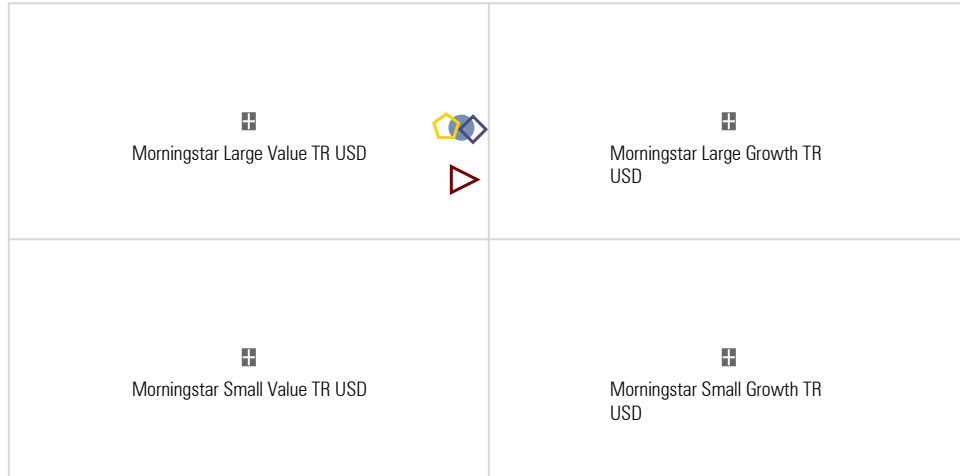 Morningstar Large Value TR USD
Morningstar Large Growth TR
USD
Morningstar Small Value TR USD
Morningstar Small Growth TR
USD